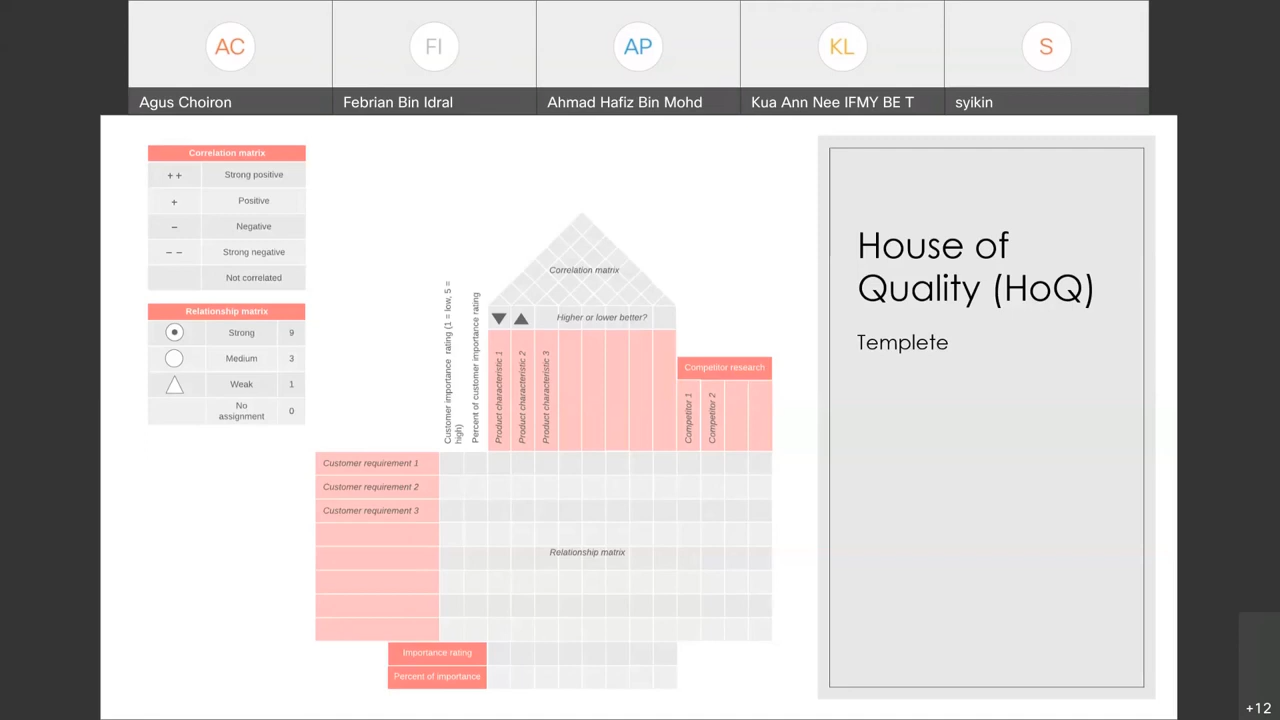 AC
FI
AP
KL
S
Agus Choiron
Febrian Bin Idral
Ahmad Hafiz Bin Mohd
Kua Ann Nee IFMY BE T
syikin
Correlation matrix
++ Strong positive
+ Positive
− Negative
− − Strong negative
Not correlated
Relationship matrix
Strong 9
Medium 3
Weak 1
No
assignment 0
Correlation matrix
Higher or lower better?
Customer importance rating (1 = low, 5 =
high)
Percent of customer importance rating
Product characteristic 1
Product characteristic 2
Product characteristic 3
Competitor research
Competitor 1
Competitor 2
Customer requirement 1
Customer requirement 2
Customer requirement 3
Relationship matrix
Importance rating
Percent of importance
House of
Quality (HoQ)
Templete
+12